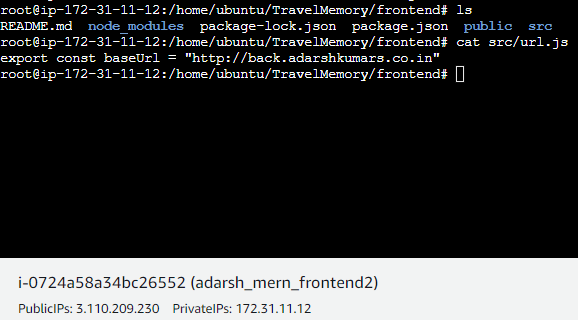 root@ip-172-31-11-12:/home/ubuntu/TravelMemory/frontend# ls
README.md node_modules package-lock.json package.json public src
root@ip-172-31-11-12:/home/ubuntu/TravelMemory/frontend# cat src/url.js
export const baseUrl = "http://back.adarshkumars.co.in"
root@ip-172-31-11-12:/home/ubuntu/TravelMemory/frontend#
i-0724a58a34bc26552 (adarsh_mern_frontend2)
PublicIPs: 3.110.209.230 PrivateIPs: 172.31.11.12